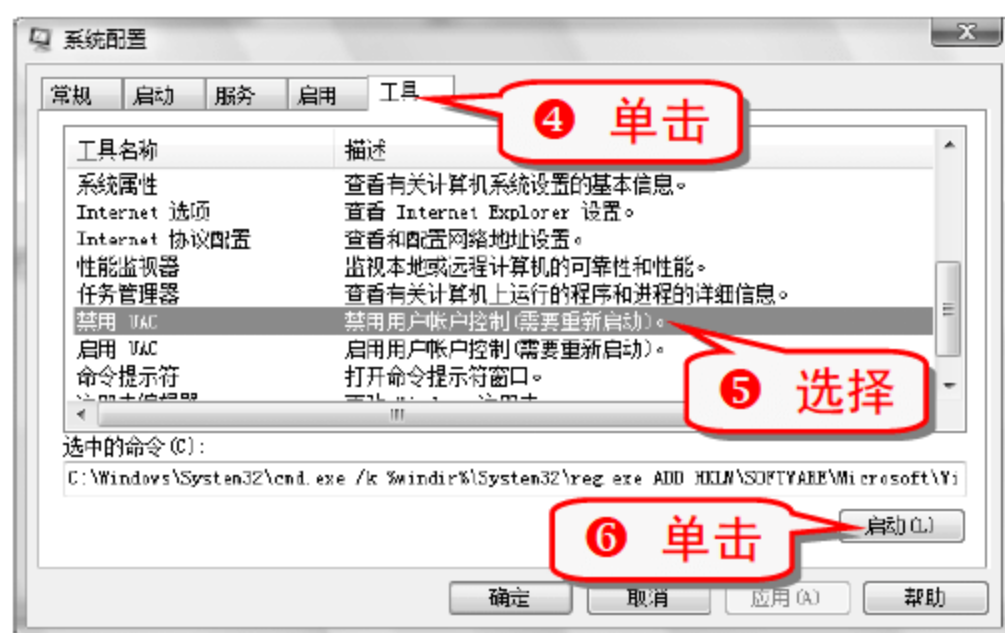 系统配置
常规 启动 服务 启用 工具
❹ 单击
工具名称 描述
系统属性 查看有关计算机系统设置的基本信息。
Internet 选项 查看 Internet Explorer 设置。
Internet 协议配置 查看和配置网络地址设置。
性能监视器 监视本地或远程计算机的可靠性和性能。
任务管理器 查看有关计算机上运行的程序和进程的详细信息。
禁用 UAC 禁用用户帐户控制(需要重新启动)。
启用 UAC 启用用户帐户控制(需要重新启动)。
❺ 选择
命令提示符 打开命令提示符窗口。
选中的命令(C):
C:\Windows\System32\cmd.exe /k %windir%\System32\reg.exe ADD HKLM\SOFTWARE\Microsoft\Wi
❻ 单击
启动(L)
确定 取消 应用(A) 帮助